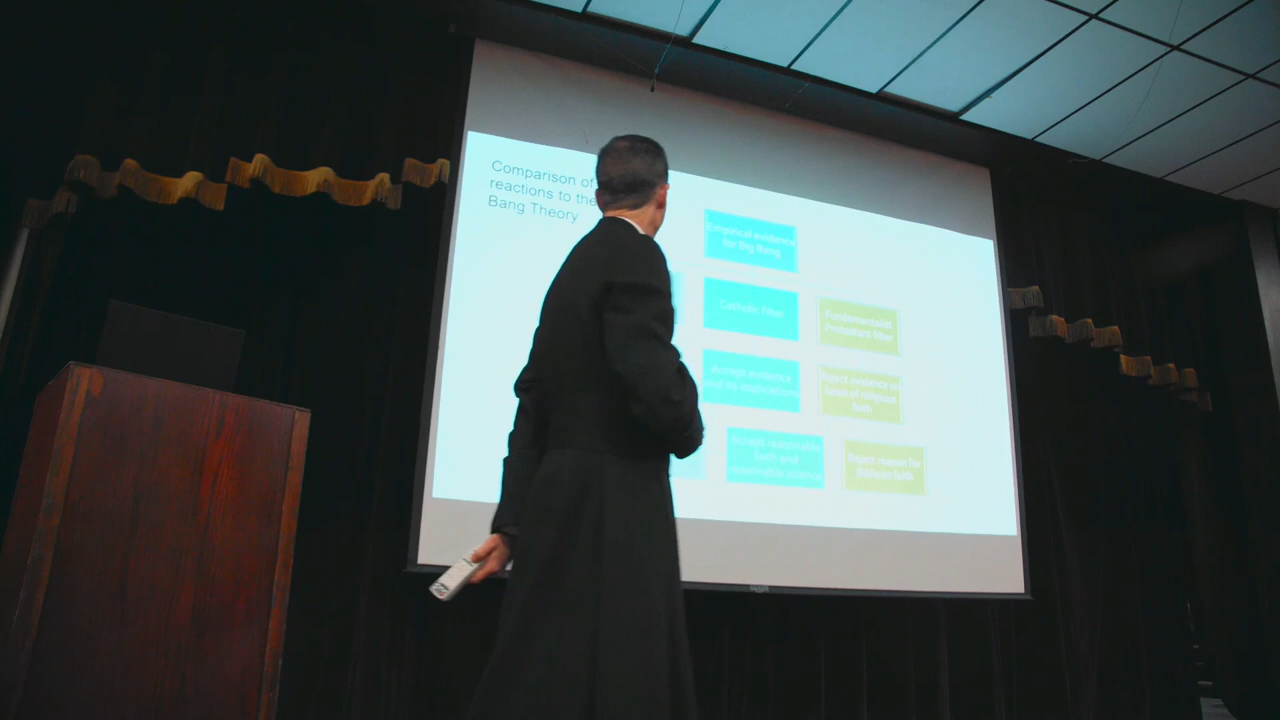 Comparison of
reactions to the
Bang Theory
Empirical evidence
for Big Bang
Catholic filter
Fundamentalist
Protestant filter
Accept evidence
and its implications
Reject evidence
basis of religious
faith
Accept reasonable
faith and
reasonable science
Reject reason for
faith